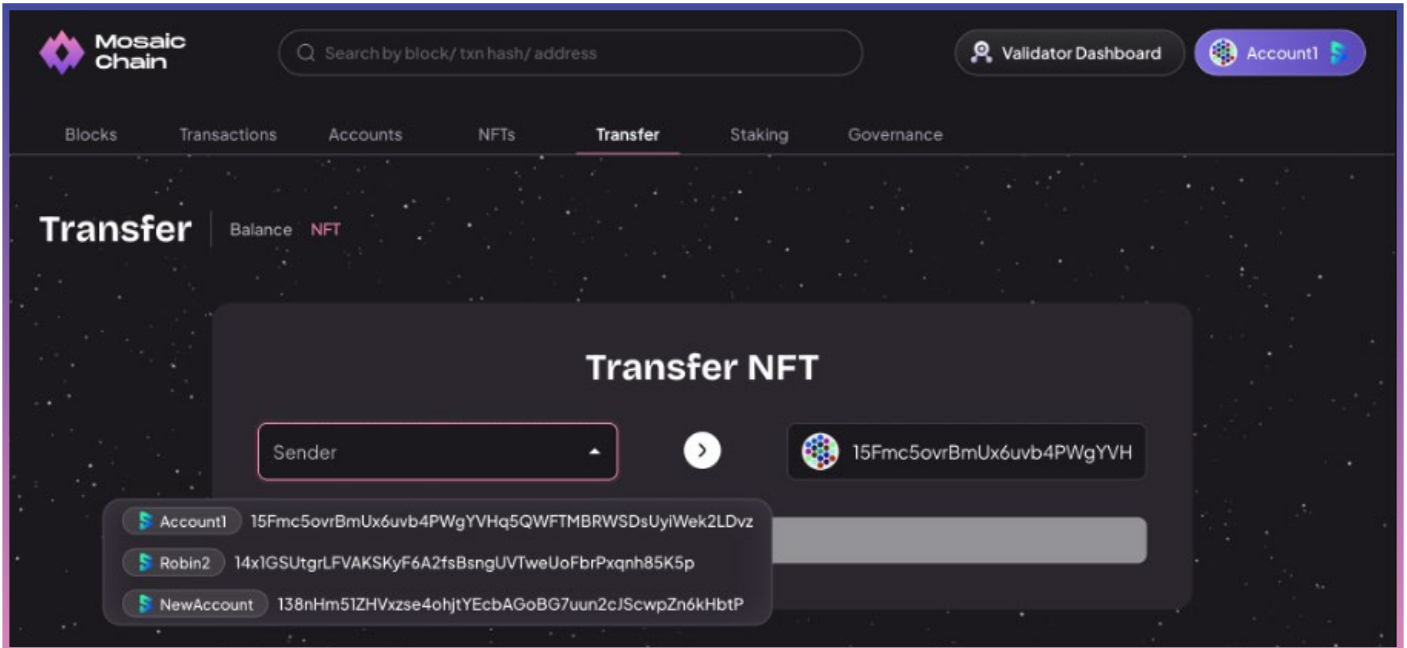 Mosaic
Chain
Search by block/ txn hash/ address
Validator Dashboard
Account1
Blocks Transactions Accounts NFTs Transfer Staking Governance
Transfer Balance NFT
Transfer NFT
Sender
15Fmc5ovrBmUx6uvb4PWgYVH
Account1 15Fmc5ovrBmUx6uvb4PWgYVHq5QWFTMBRWSDsUyiWek2LDvz
Robin2 14x1GSUtgrLFVAKSKyF6A2fsBsngUVTweUoFbrPxqnh85K5p
NewAccount 138nHm51ZHVxzse4ohjtYEcbAGoBG7uun2cJScwpZn6kHbtP